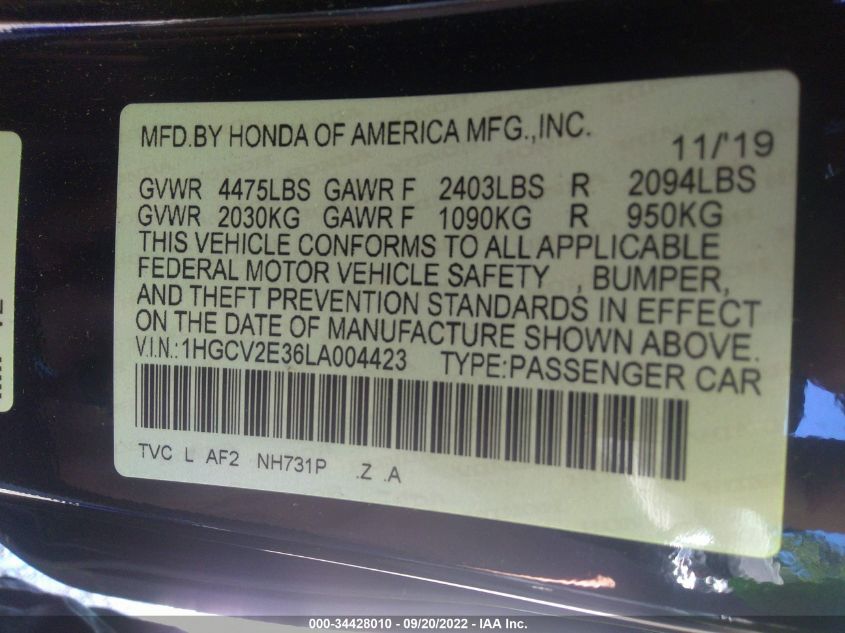 MFD.BY HONDA OF AMERICA MFG.,INC. 11/'19
GVWR 4475LBS GAWR F 2403LBS R 2094LBS
GVWR 2030KG GAWR F 1090KG R 950KG
THIS VEHICLE CONFORMS TO ALL APPLICABLE
FEDERAL MOTOR VEHICLE SAFETY , BUMPER,
AND THEFT PREVENTION STANDARDS IN EFFECT
ON THE DATE OF MANUFACTURE SHOWN ABOVE.
V.I.N.:1HGCV2E36LA004423 TYPE:PASSENGER CAR
TVC L AF2 NH731P .Z .A
000-34428010 - 09/20/2022 - IAA Inc.